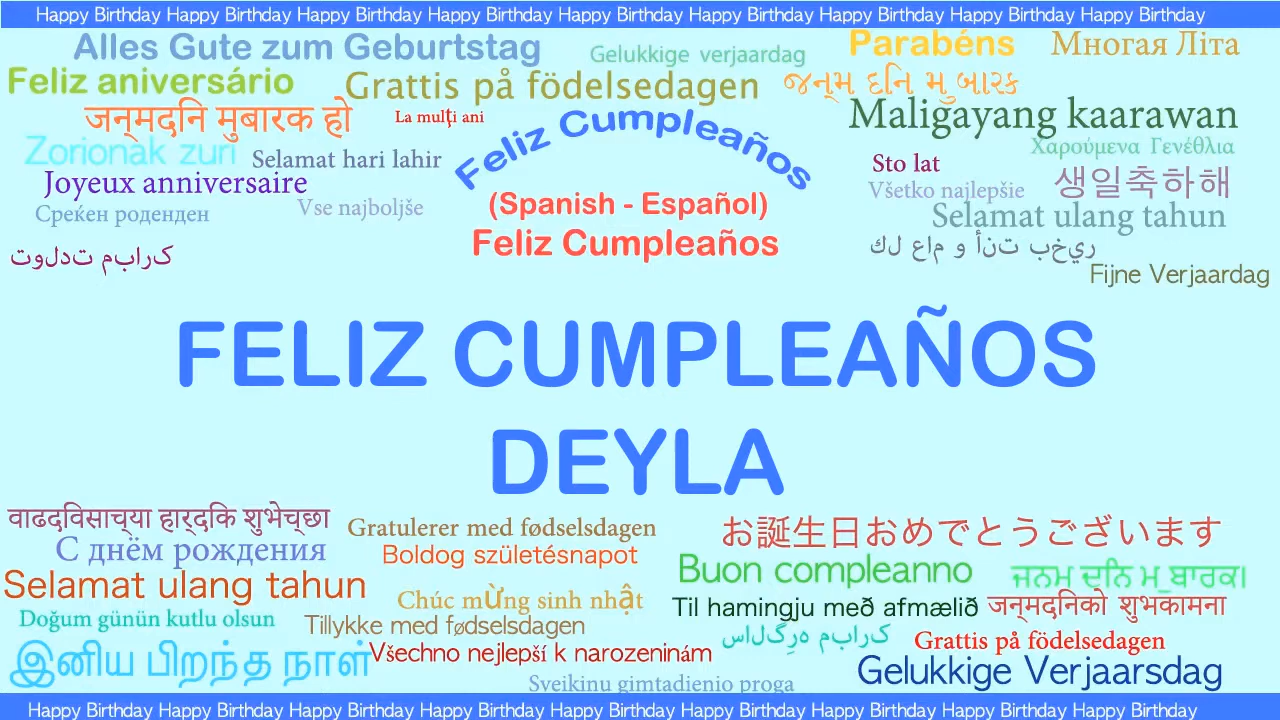 Happy Birthday Happy Birthday Happy Birthday Happy Birthday Happy Birthday Happy Birthday Happy Birthday Happy Birthday Happy Birthday
Alles Gute zum Geburtstag
Gelukkige verjaardag
Parabéns
Многая Літа
Feliz aniversário
Grattis på födelsedagen
જન્મ દિન મુબારક
जन्मदिन मुबारक हो
La mulți ani
Feliz Cumpleaños
Maligayang kaarawan
Zorionak zuri
Selamat hari lahir
Sto lat
Χαρούμενα Γενέθλια
Joyeux anniversaire
Všetko najlepšie
생일축하해
Среќен роденден
Vse najboljše
(Spanish - Español)
Selamat ulang tahun
تولدت مبارک
Feliz Cumpleaños
كل عام و أنت بخير
Fijne Verjaardag
FELIZ CUMPLEAÑOS
DEYLA
वाढदिवसाच्या हार्दिक शुभेच्छा
Gratulerer med fødselsdagen
お誕生日おめでとうございます
С днём рождения
Boldog születésnapot
Buon compleanno
ਜਨਮ ਦਿਨ ਮੁਬਾਰਕ।
Selamat ulang tahun
Chúc mừng sinh nhật
Til hamingju með afmælið
जन्मदिनको शुभकामना
Doğum günün kutlu olsun
Tillykke med fødselsdagen
سالگرہ مبارک
Grattis på födelsedagen
இனிய பிறந்த நாள்
Všechno nejlepší k narozeninám
Gelukkige Verjaarsdag
Sveikinu gimtadienio proga
Happy Birthday Happy Birthday Happy Birthday Happy Birthday Happy Birthday Happy Birthday Happy Birthday Happy Birthday Happy Birthday